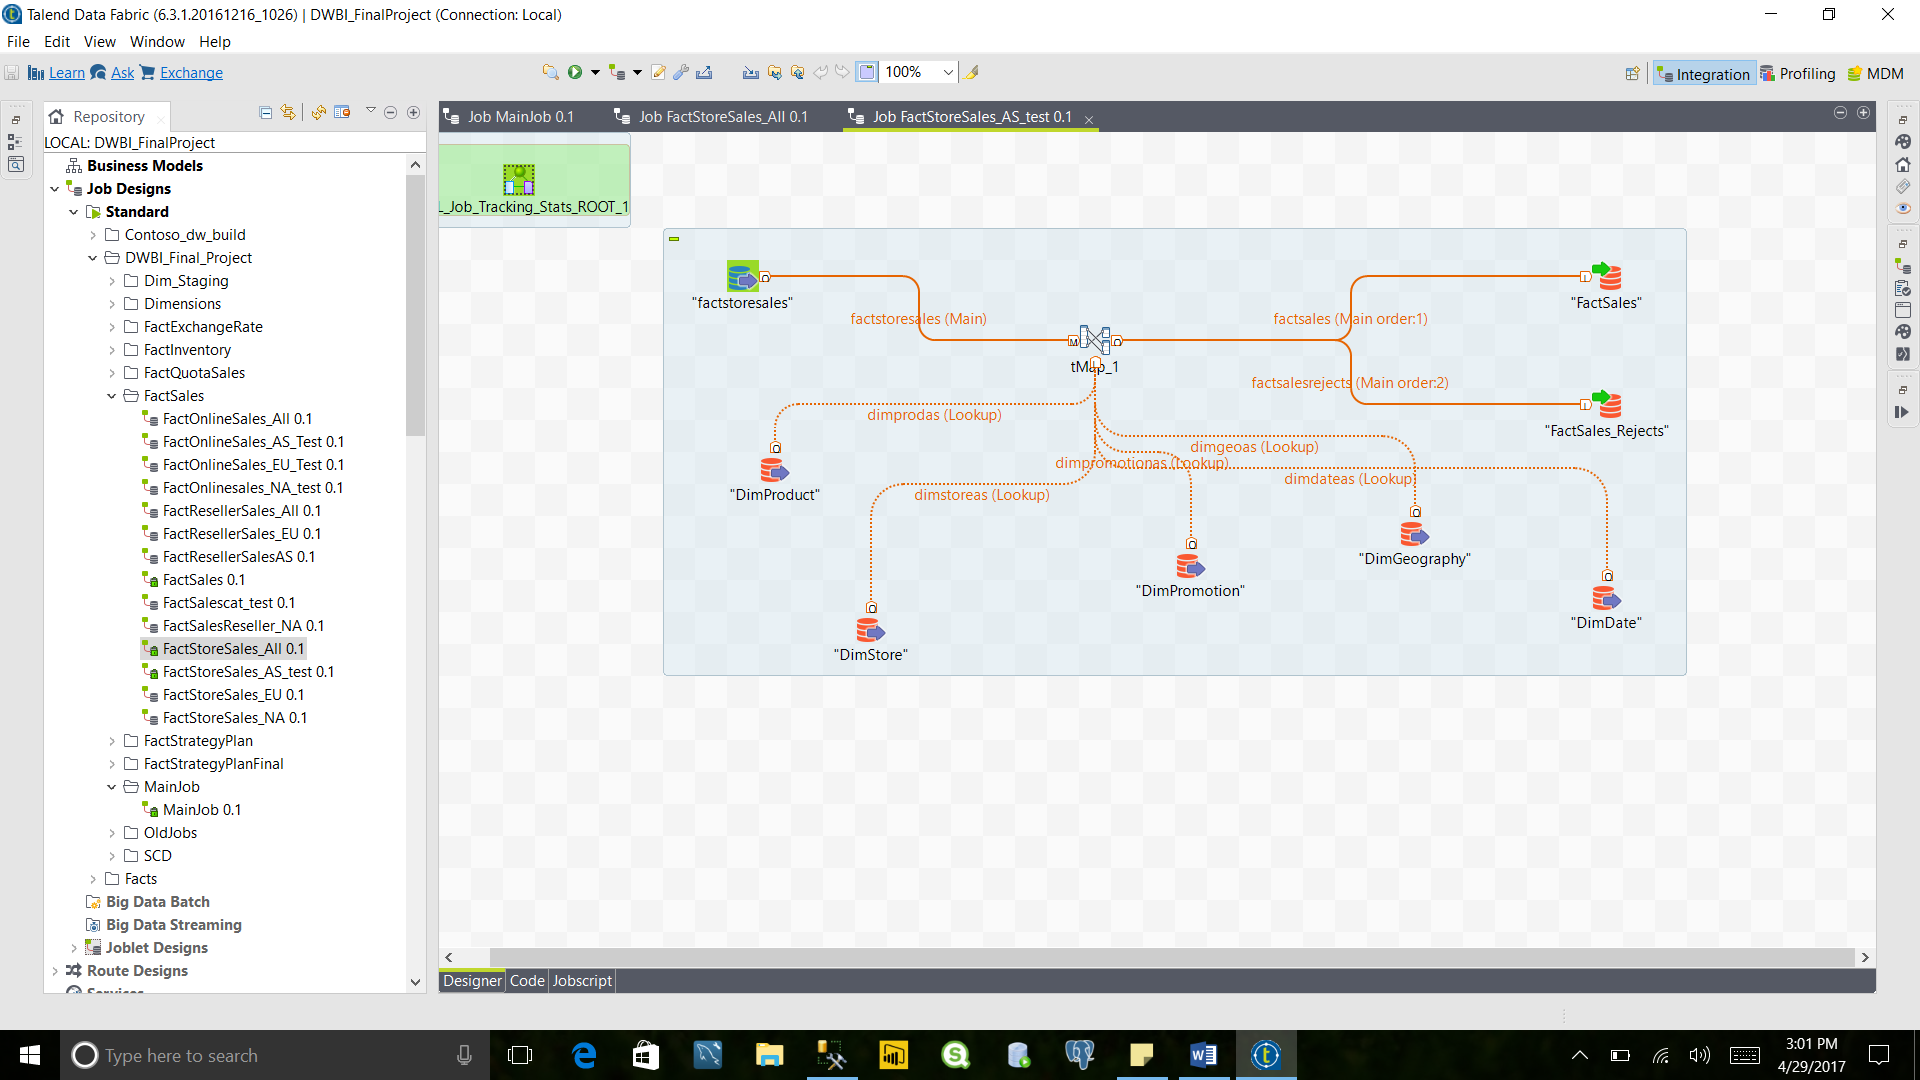 Talend Data Fabric (6.3.1.20161216_1026) | DWBI_FinalProject (Connection: Local)
File Edit View Window Help
Learn Ask Exchange 100% Integration Profiling MDM
Repository
LOCAL: DWBI_FinalProject
Business Models
Job Designs
Standard
Contoso_dw_build
DWBI_Final_Project
Dim_Staging
Dimensions
FactExchangeRate
FactInventory
FactQuotaSales
FactSales
FactOnlineSales_All 0.1
FactOnlineSales_AS_Test 0.1
FactOnlineSales_EU_Test 0.1
FactOnlinesales_NA_test 0.1
FactResellerSales_All 0.1
FactResellerSales_EU 0.1
FactResellerSalesAS 0.1
FactSales 0.1
FactSalescat_test 0.1
FactSalesReseller_NA 0.1
FactStoreSales_All 0.1
FactStoreSales_AS_test 0.1
FactStoreSales_EU 0.1
FactStoreSales_NA 0.1
FactStrategyPlan
FactStrategyPlanFinal
MainJob
MainJob 0.1
OldJobs
SCD
Facts
Big Data Batch
Big Data Streaming
Joblet Designs
Route Designs
Services
Job MainJob 0.1 Job FactStoreSales_All 0.1 Job FactStoreSales_AS_test 0.1
_Job_Tracking_Stats_ROOT_1
"factstoresales"
factstoresales (Main)
tMap_1
factsales (Main order:1)
"FactSales"
factsalesrejects (Main order:2)
"FactSales_Rejects"
dimprodas (Lookup)
"DimProduct"
dimgeoas (Lookup)
dimpromotionas (Lookup)
dimdateas (Lookup)
dimstoreas (Lookup)
"DimGeography"
"DimPromotion"
"DimDate"
"DimStore"
Designer Code Jobscript
Type here to search
3:01 PM
4/29/2017